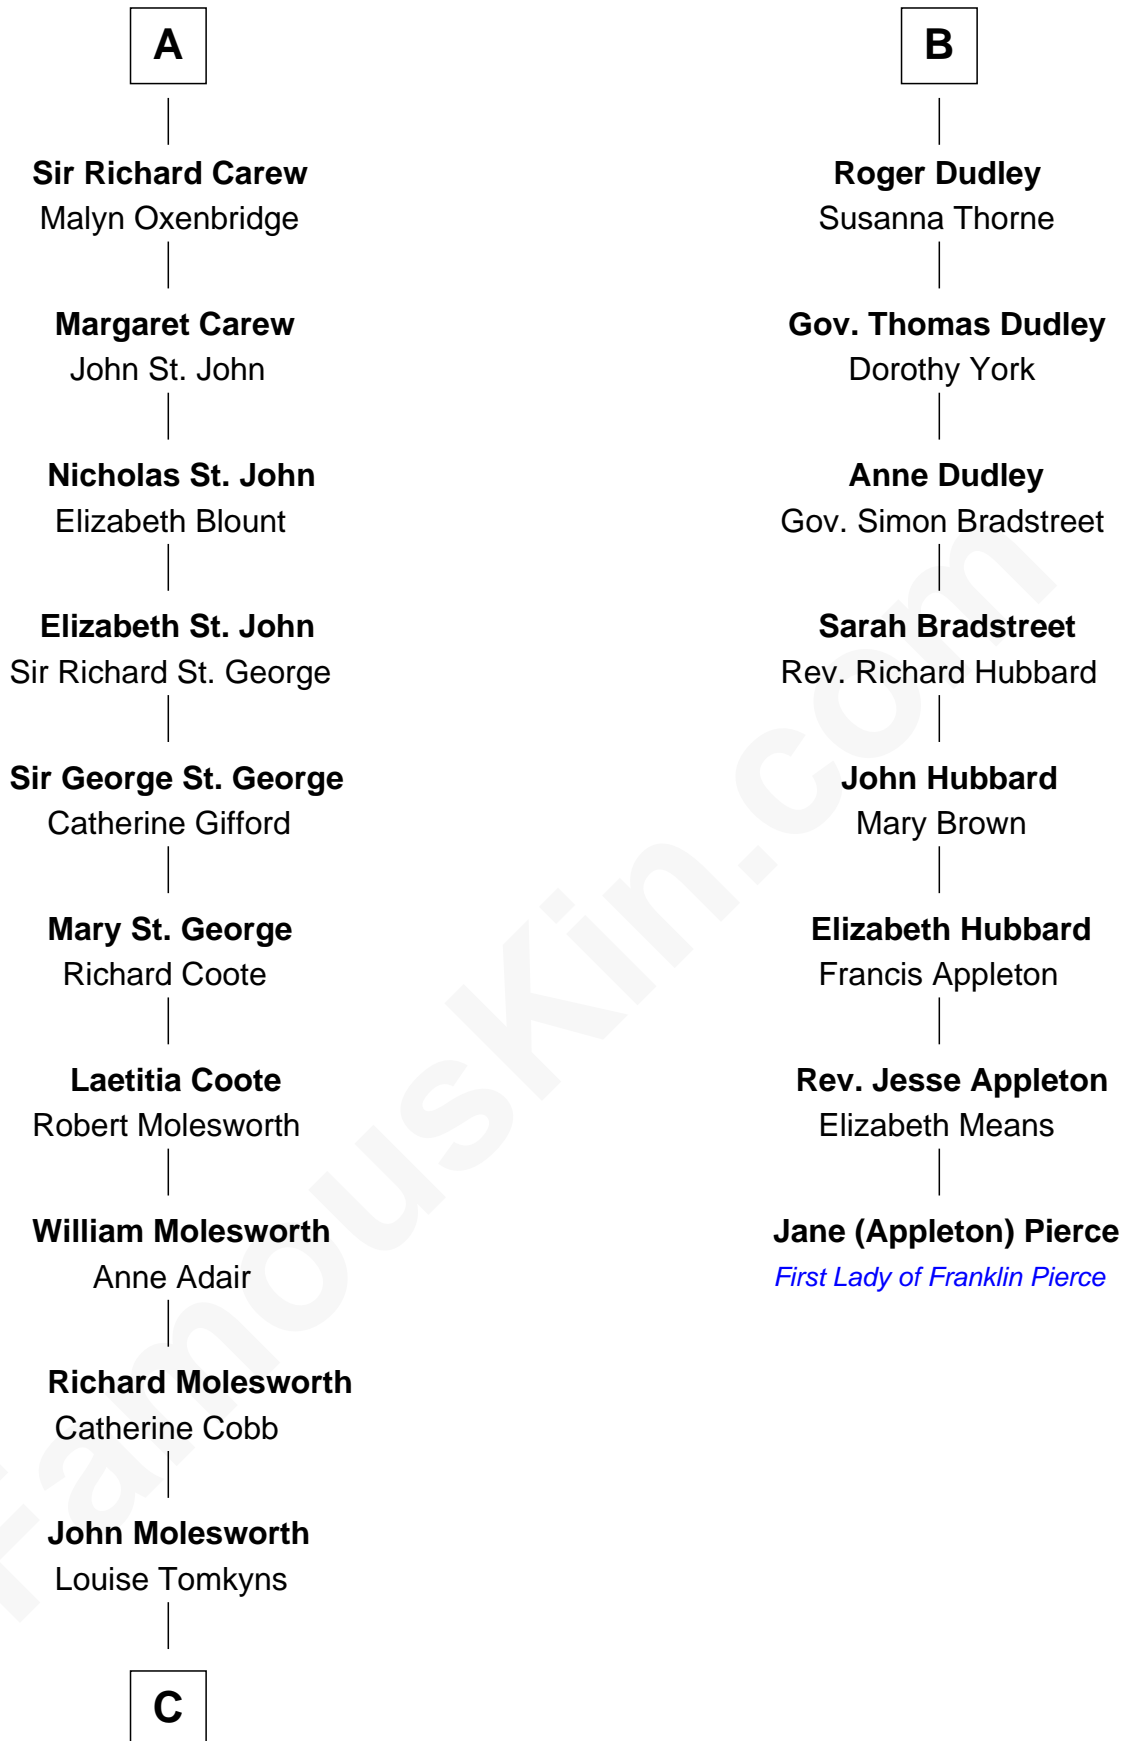 A
Sir Richard Carew
Malyn Oxenbridge
Margaret Carew
John St. John
Nicholas St. John
Elizabeth Blount
Elizabeth St. John
Sir Richard St. George
Sir George St. George
Catherine Gifford
Mary St. George
Richard Coote
Laetitia Coote
Robert Molesworth
William Molesworth
Anne Adair
Richard Molesworth
Catherine Cobb
John Molesworth
Louise Tomkyns
C
B
Roger Dudley
Susanna Thorne
Gov. Thomas Dudley
Dorothy York
Anne Dudley
Gov. Simon Bradstreet
Sarah Bradstreet
Rev. Richard Hubbard
John Hubbard
Mary Brown
Elizabeth Hubbard
Francis Appleton
Rev. Jesse Appleton
Elizabeth Means
Jane (Appleton) Pierce
First Lady of Franklin Pierce
FamousKin.com